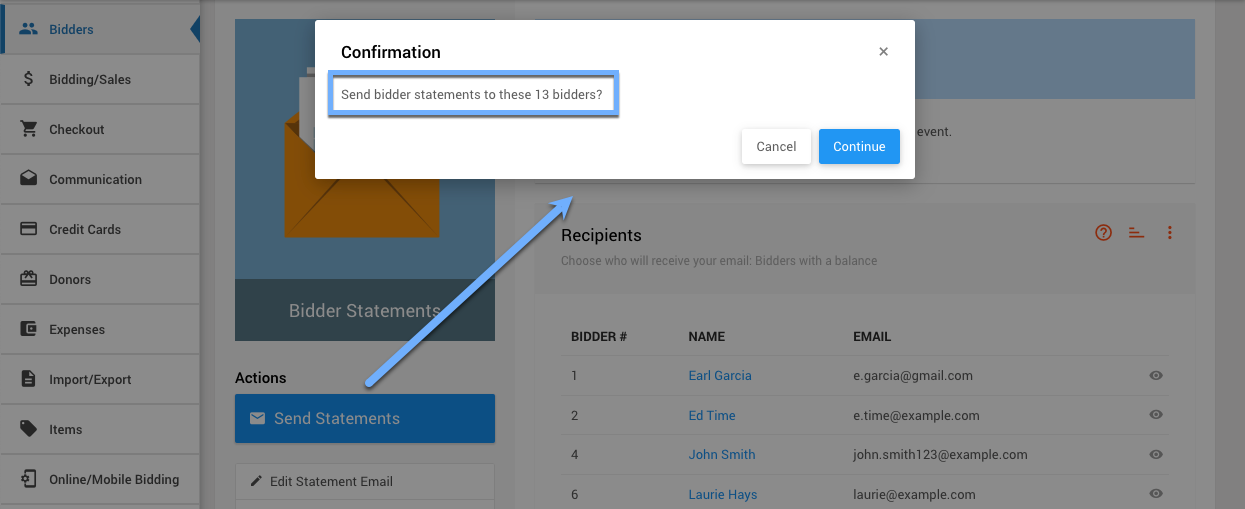 Bidders
Bidding/Sales
Checkout
Communication
Credit Cards
Donors
Expenses
Import/Export
Items
Online/Mobile Bidding
Confirmation
×
Send bidder statements to these 13 bidders?
Cancel
Continue
event.
Bidder Statements
Actions
Send Statements
Edit Statement Email
Recipients
Choose who will receive your email: Bidders with a balance
BIDDER # NAME EMAIL
1 Earl Garcia e.garcia@gmail.com
2 Ed Time e.time@example.com
4 John Smith john.smith123@example.com
6 Laurie Hays laurie@example.com